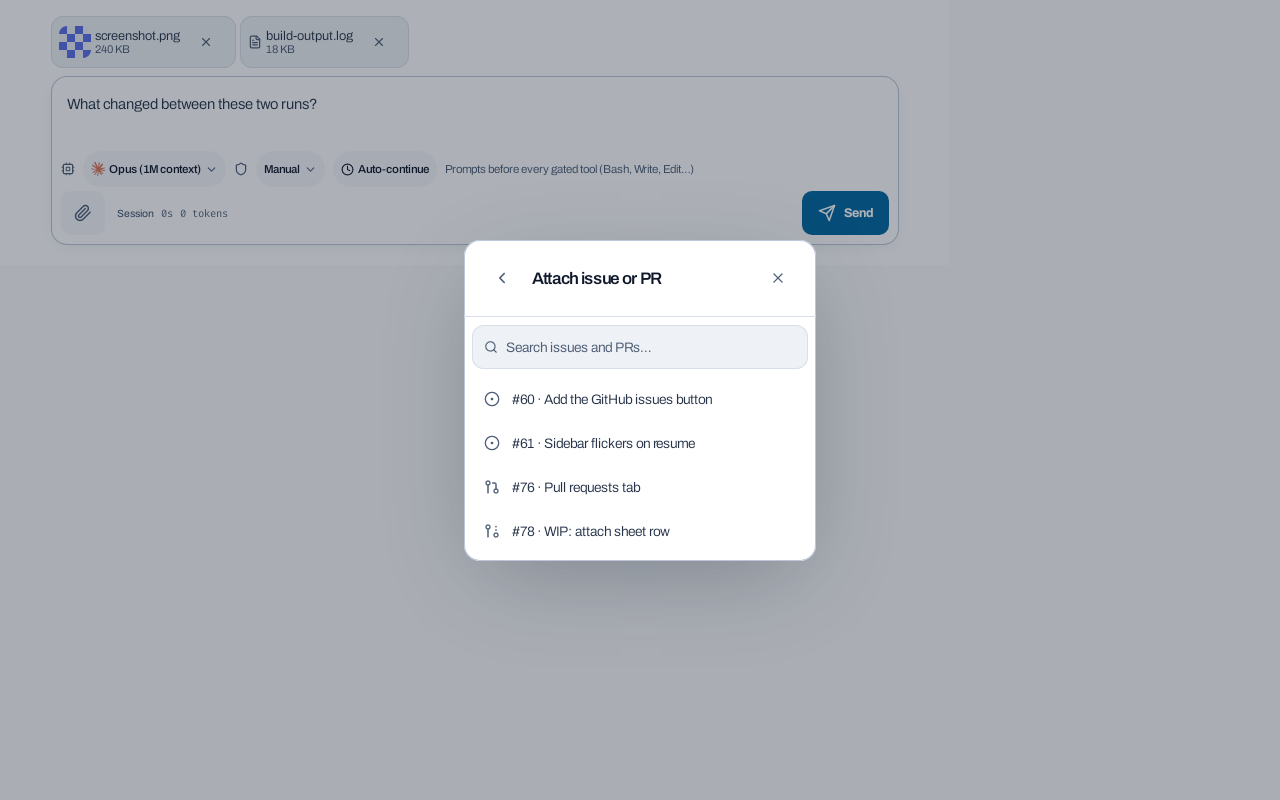 screenshot.png
240 KB
build-output.log
18 KB
What changed between these two runs?
Opus (1M context)
Manual
Auto-continue
Prompts before every gated tool (Bash, Write, Edit…)
Session 0s 0 tokens
Send
Attach issue or PR
Search issues and PRs…
#60 · Add the GitHub issues button
#61 · Sidebar flickers on resume
#76 · Pull requests tab
#78 · WIP: attach sheet row